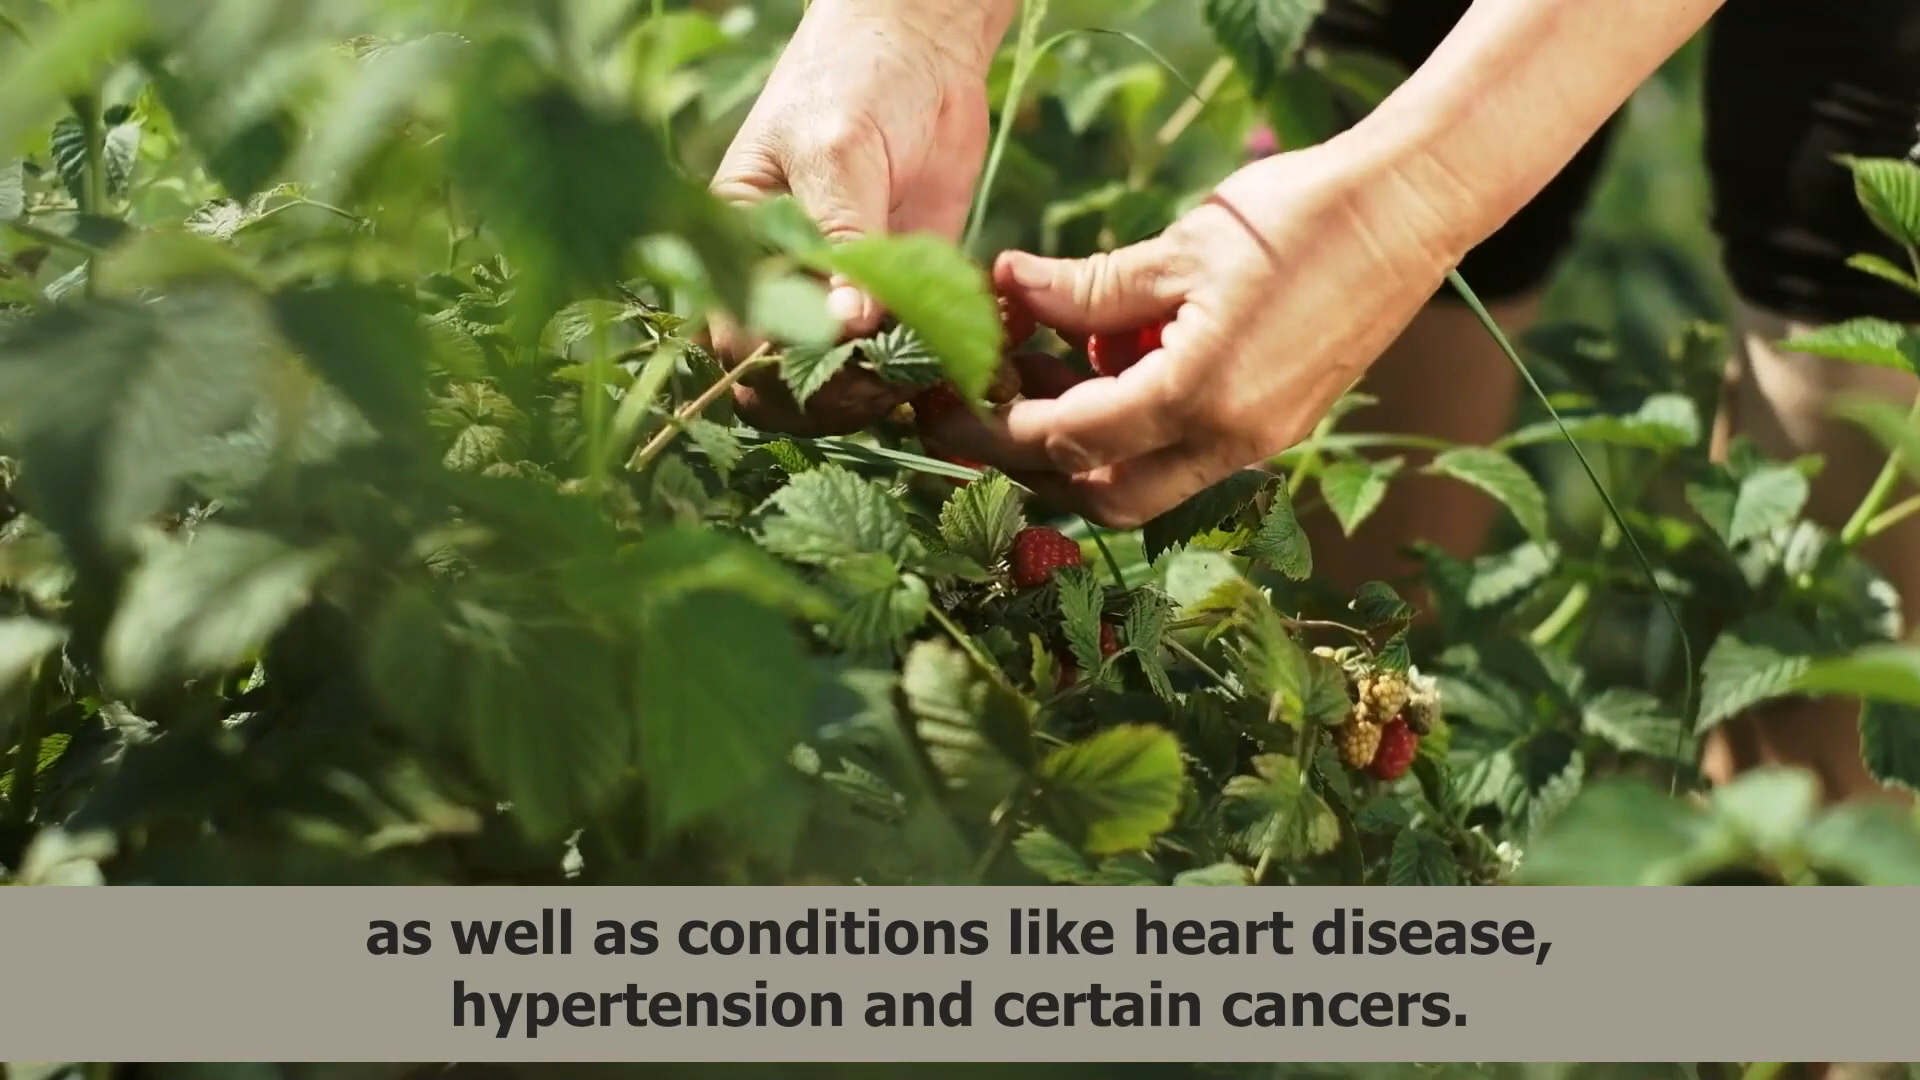 as well as conditions like heart disease,
hypertension and certain cancers.